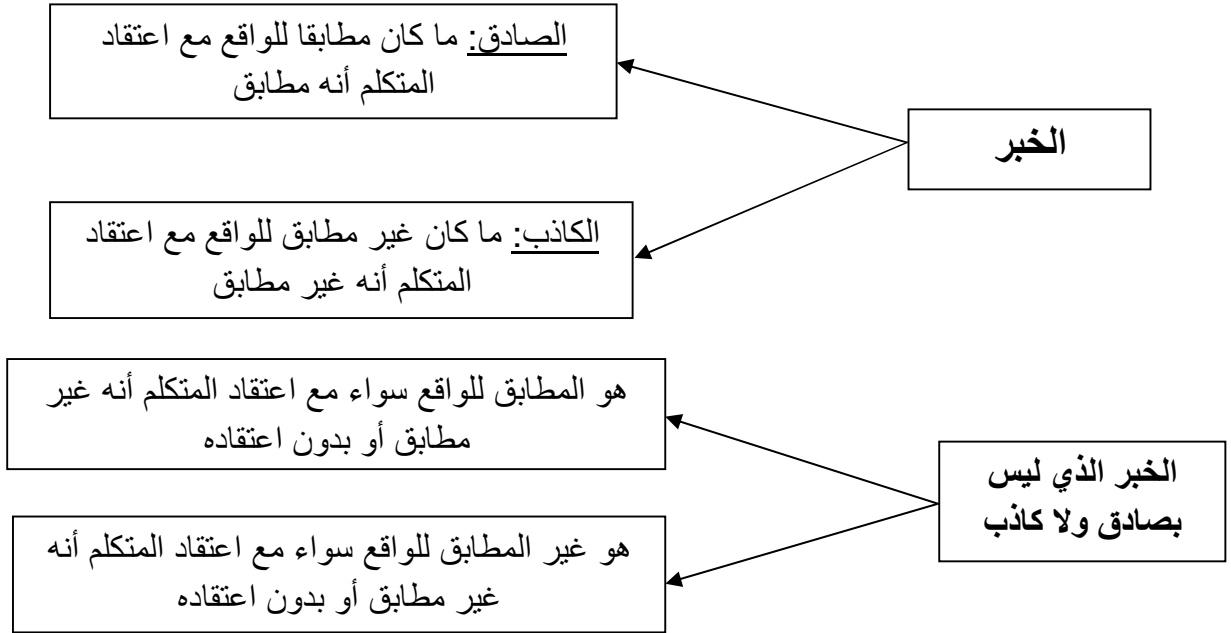 الصادق: ما كان مطابقا للواقع مع اعتقاد
المتكلم أنه مطابق
الخبر
الكاذب: ما كان غير مطابق للواقع مع اعتقاد
المتكلم أنه غير مطابق
هو المطابق للواقع سواء مع اعتقاد المتكلم أنه غير
مطابق أو بدون اعتقاده
الخبر الذي ليس
بصادق ولا كاذب
هو غير المطابق للواقع سواء مع اعتقاد المتكلم أنه
غير مطابق أو بدون اعتقاده